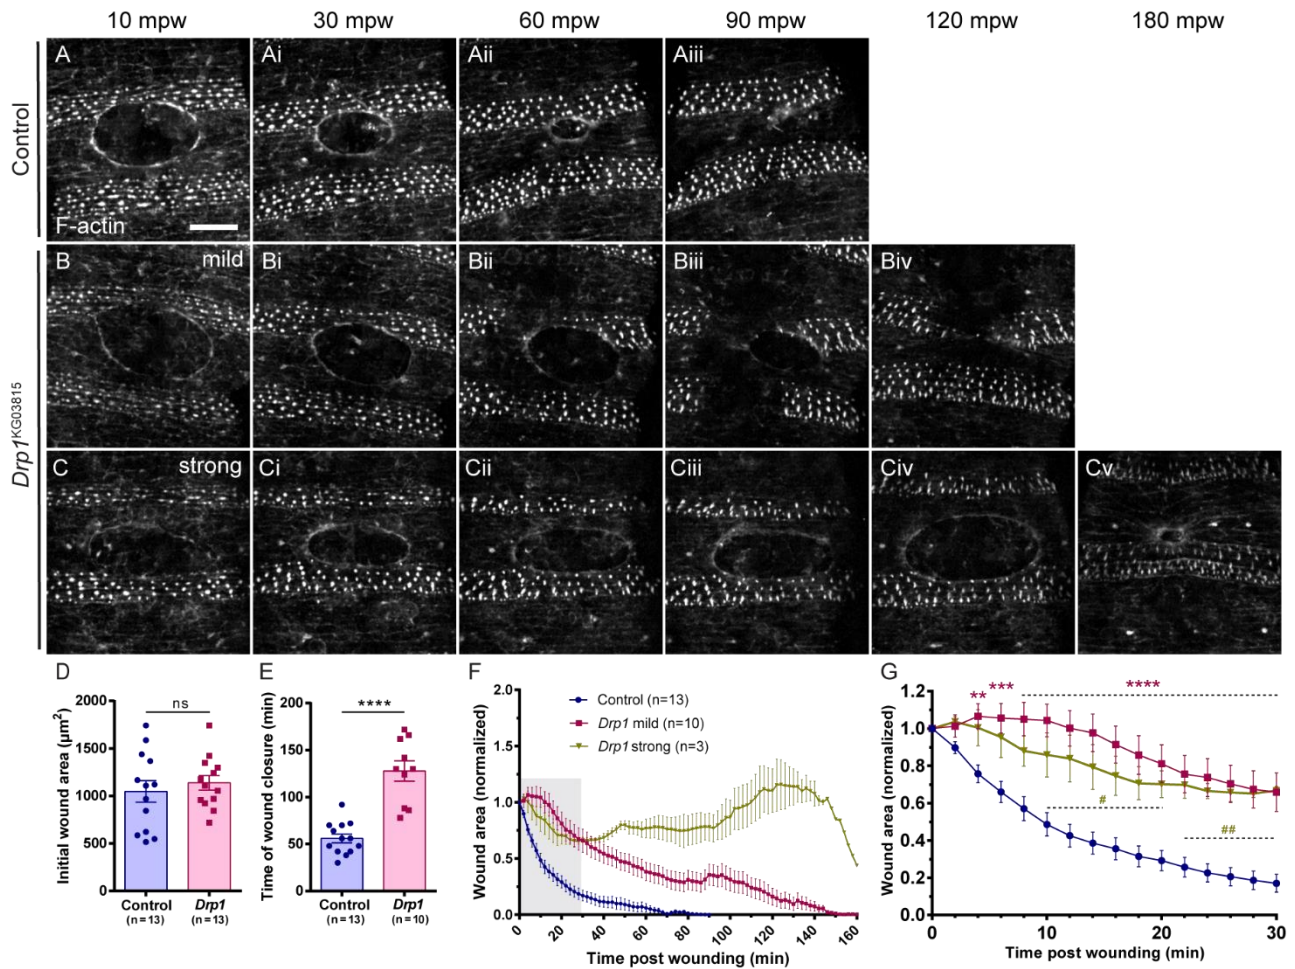 10 mpw 30 mpw 60 mpw 90 mpw 120 mpw 180 mpw
Control
A Ai Aii Aiii
F-actin
Drp1KG03815
B mild Bi Bii Biii Biv
C strong Ci Cii Ciii Civ Cv
D
Initial wound area (µm²)
2000
1500
1000
500
0
ns
Control Drp1
(n=13) (n=13)
E
Time of wound closure (min)
200
150
100
50
0
****
Control Drp1
(n=13) (n=10)
F
Wound area (normalized)
2.0
1.5
1.0
0.5
0.0
Control (n=13)
Drp1 mild (n=10)
Drp1 strong (n=3)
0 20 40 60 80 100 120 140 160
Time post wounding (min)
G
Wound area (normalized)
1.2
1.0
0.8
0.6
0.4
0.2
0.0
** *** ****
#
##
0 10 20 30
Time post wounding (min)